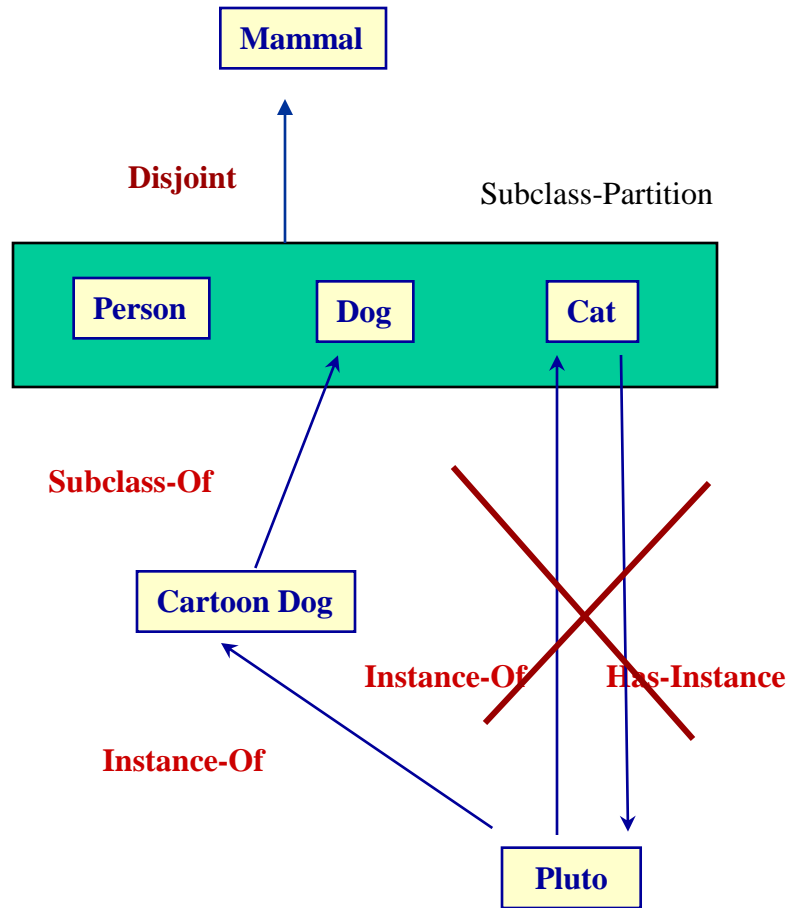 Mammal
Disjoint
Subclass-Partition
Person
Dog
Cat
Subclass-Of
Cartoon Dog
Instance-Of
Has-Instance
Instance-Of
Pluto